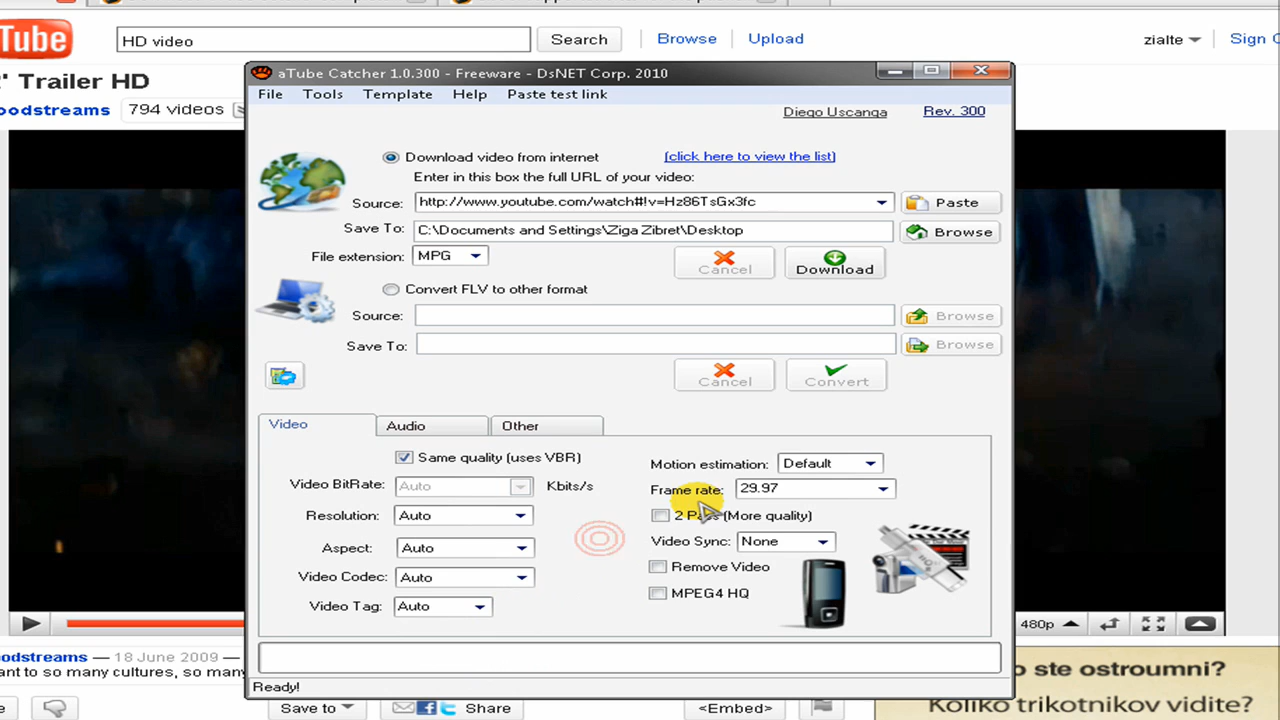 Tube HD video Search Browse Upload zialte Sign
' Trailer HD
oodstreams 794 videos
aTube Catcher 1.0.300 - Freeware - DsNET Corp. 2010
File Tools Template Help Paste test link
Diego Uscanga Rev. 300
Download video from internet (click here to view the list)
Enter in this box the full URL of your video:
Source: http://www.youtube.com/watch#!v=Hz86TsGx3fc Paste
Save To: C:\Documents and Settings\Ziga Zibret\Desktop Browse
File extension: MPG Cancel Download
Convert FLV to other format
Source: Browse
Save To: Browse
Cancel Convert
Video Audio Other
Same quality (uses VBR) Motion estimation: Default
Video BitRate: Auto Kbits/s Frame rate: 29.97
Resolution: Auto 2 Pass (More quality)
Aspect: Auto Video Sync: None
Video Codec: Auto Remove Video
Video Tag: Auto MPEG4 HQ
480p
Ready!
odstreams — 18 June 2009 —
ant to so many cultures, so many
o ste ostroumni?
Koliko trikotnikov vidite?
e Save to Share <Embed>